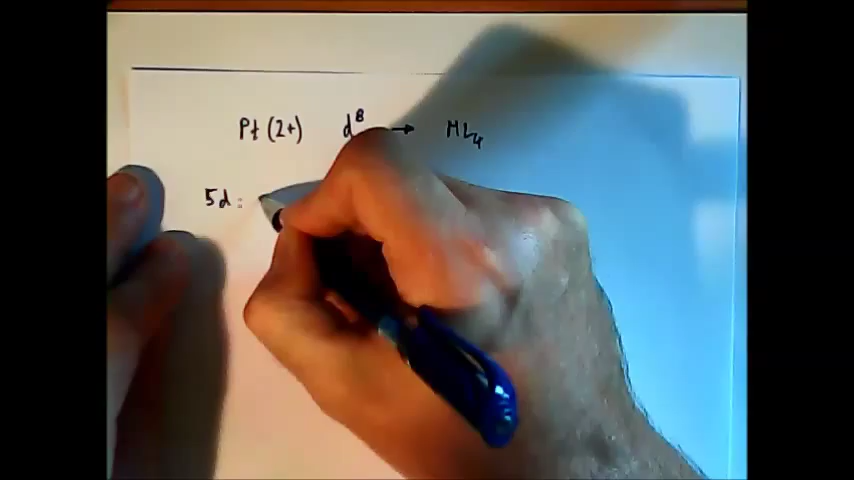 Pt (2+) d⁸ → ML₄
5d :